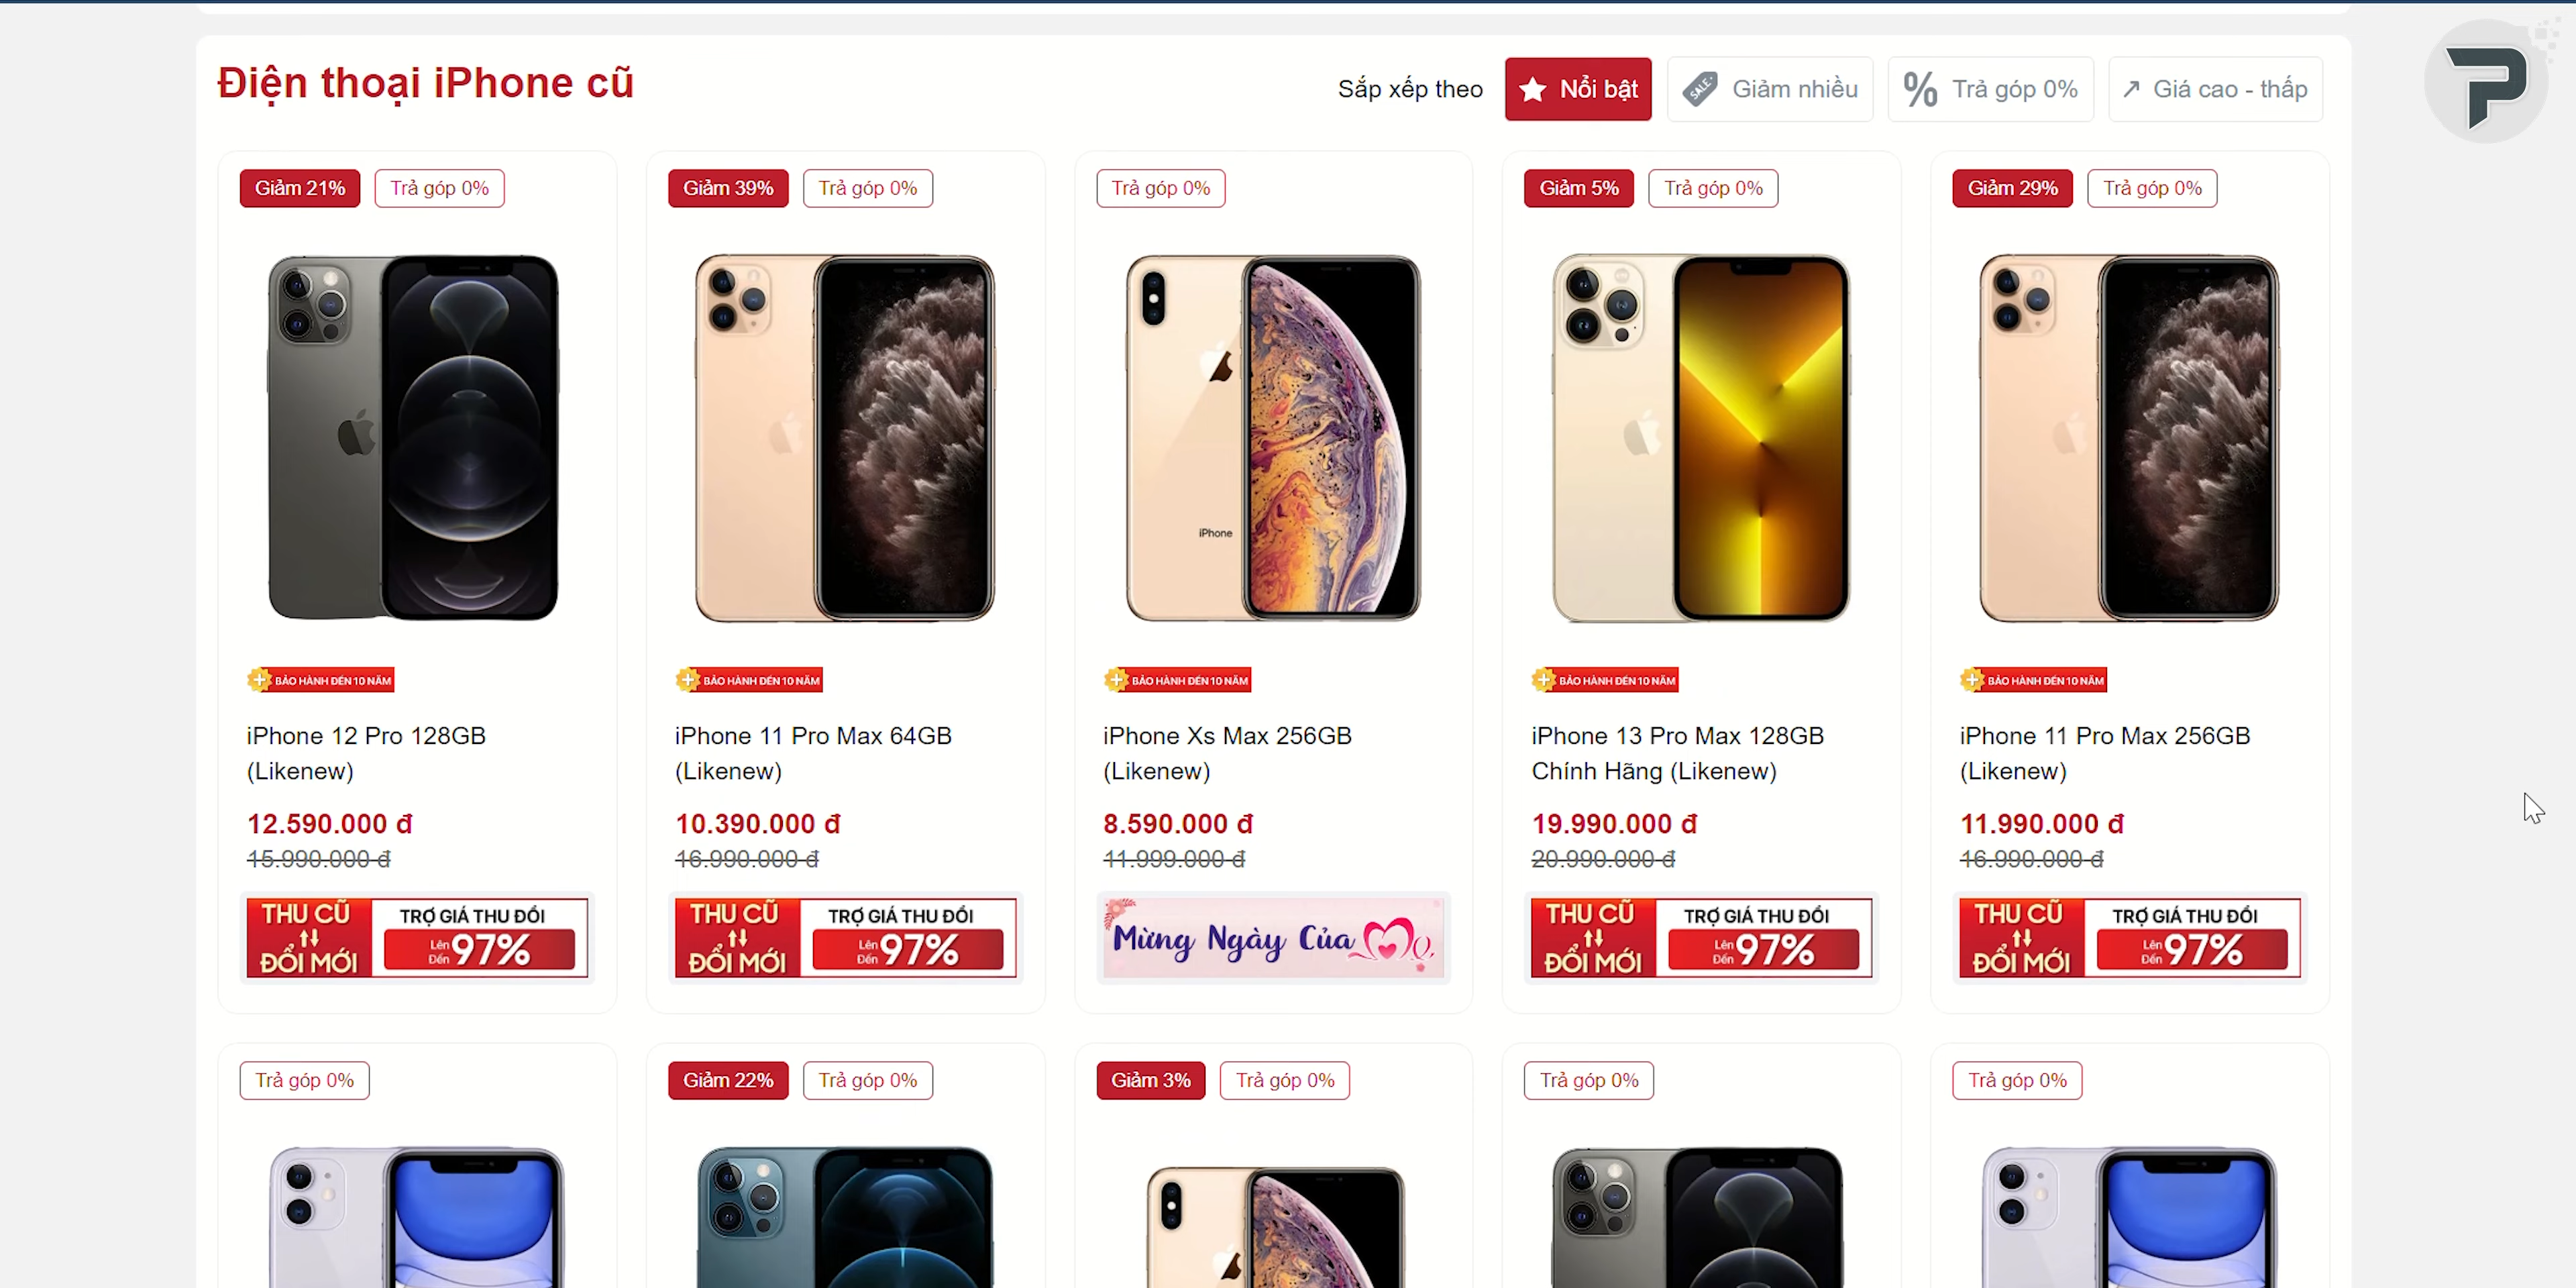 Điện thoại iPhone cũ
Sắp xếp theo
Nổi bật
SALE
Giảm nhiều
% Trả góp 0%
Giá cao - thấp
Giảm 21%
Trả góp 0%
Giảm 39%
Trả góp 0%
Trả góp 0%
Giảm 5%
Trả góp 0%
Giảm 29%
Trả góp 0%
iPhone
BẢO HÀNH ĐẾN 10 NĂM
BẢO HÀNH ĐẾN 10 NĂM
BẢO HÀNH ĐẾN 10 NĂM
BẢO HÀNH ĐẾN 10 NĂM
BẢO HÀNH ĐẾN 10 NĂM
iPhone 12 Pro 128GB
(Likenew)
12.590.000 đ
15.990.000 đ
THU CŨ
ĐỔI MỚI
TRỢ GIÁ THU ĐỔI
Lên Đến 97%
iPhone 11 Pro Max 64GB
(Likenew)
10.390.000 đ
16.990.000 đ
THU CŨ
ĐỔI MỚI
TRỢ GIÁ THU ĐỔI
Lên Đến 97%
iPhone Xs Max 256GB
(Likenew)
8.590.000 đ
11.999.000 đ
Mừng Ngày Của Mẹ
iPhone 13 Pro Max 128GB
Chính Hãng (Likenew)
19.990.000 đ
20.990.000 đ
THU CŨ
ĐỔI MỚI
TRỢ GIÁ THU ĐỔI
Lên Đến 97%
iPhone 11 Pro Max 256GB
(Likenew)
11.990.000 đ
16.990.000 đ
THU CŨ
ĐỔI MỚI
TRỢ GIÁ THU ĐỔI
Lên Đến 97%
Trả góp 0%
Giảm 22%
Trả góp 0%
Giảm 3%
Trả góp 0%
Trả góp 0%
Trả góp 0%